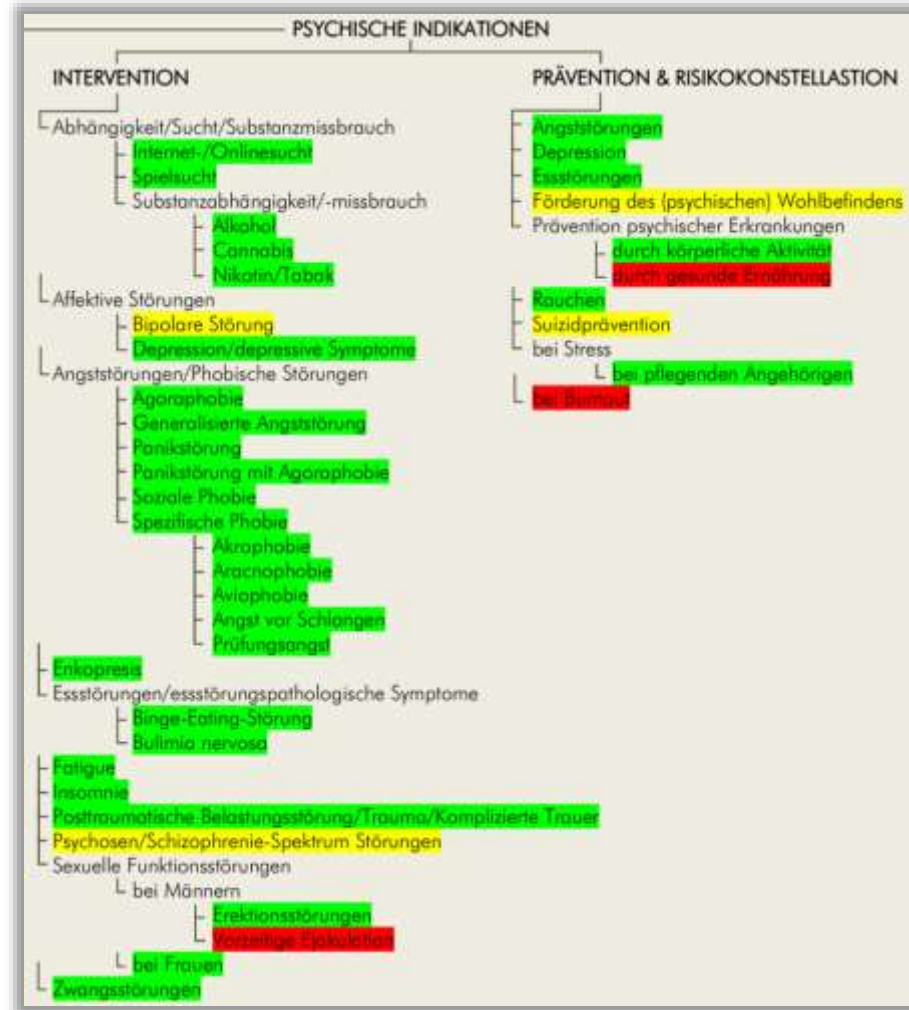 PSYCHISCHE INDIKATIONEN
INTERVENTION
Abhängigkeit/Sucht/Substanzmissbrauch
Internet-/Onlinesucht
Spielsucht
Substanzabhängigkeit/-missbrauch
Alkohol
Cannabis
Nikotin/Tabak
Affektive Störungen
Bipolare Störung
Depression/depressive Symptome
Angststörungen/Phobische Störungen
Agoraphobie
Generalisierte Angststörung
Panikstörung
Panikstörung mit Agoraphobie
Soziale Phobie
Spezifische Phobie
Akrophobie
Aracnophobie
Aviophobie
Angst vor Schlangen
Prüfungsangst
Enkopresis
Essstörungen/essstörungspathologische Symptome
Binge-Eating-Störung
Bulimia nervosa
Fatigue
Insomnie
Posttraumatische Belastungsstörung/Trauma/Komplizierte Trauer
Psychosen/Schizophrenie-Spektrum Störungen
Sexuelle Funktionsstörungen
bei Männern
Erektionsstörungen
Vorzeitige Ejakulation
bei Frauen
Zwangsstörungen
PRÄVENTION & RISIKOKONSTELLASTION
Angststörungen
Depression
Essstörungen
Förderung des (psychischen) Wohlbefindens
Prävention psychischer Erkrankungen
durch körperliche Aktivität
durch gesunde Ernährung
Rauchen
Suizidprävention
bei Stress
bei pflegenden Angehörigen
bei Burnout